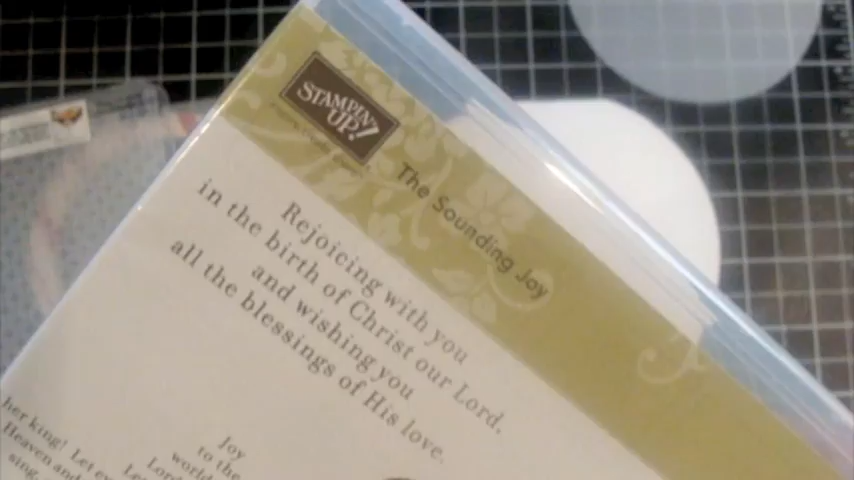 STAMPIN'
UP!
The Sounding Joy
Rejoicing with you
in the birth of Christ our Lord,
and wishing you
all the blessings of His love.
Joy
to the
world
Lord
Let
her king! Let
Heaven and
sing,